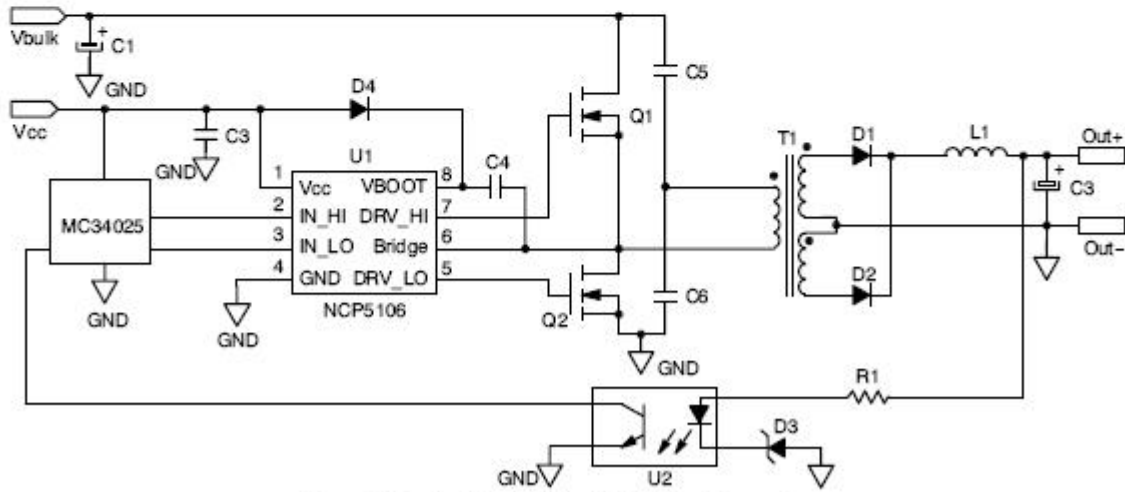 Vbulk
+
C1
GND
C5
D4
Q1
Vcc
C3
GND
U1
C4
T1
D1
L1
Out+
1
Vcc
VBOOT
8
+
C3
MC34025
2
IN_HI
DRV_HI
7
3
IN_LO
Bridge
6
4
GND
DRV_LO
5
Out−
D2
GND
NCP5106
Q2
C6
GND
GND
R1
D3
GND
U2